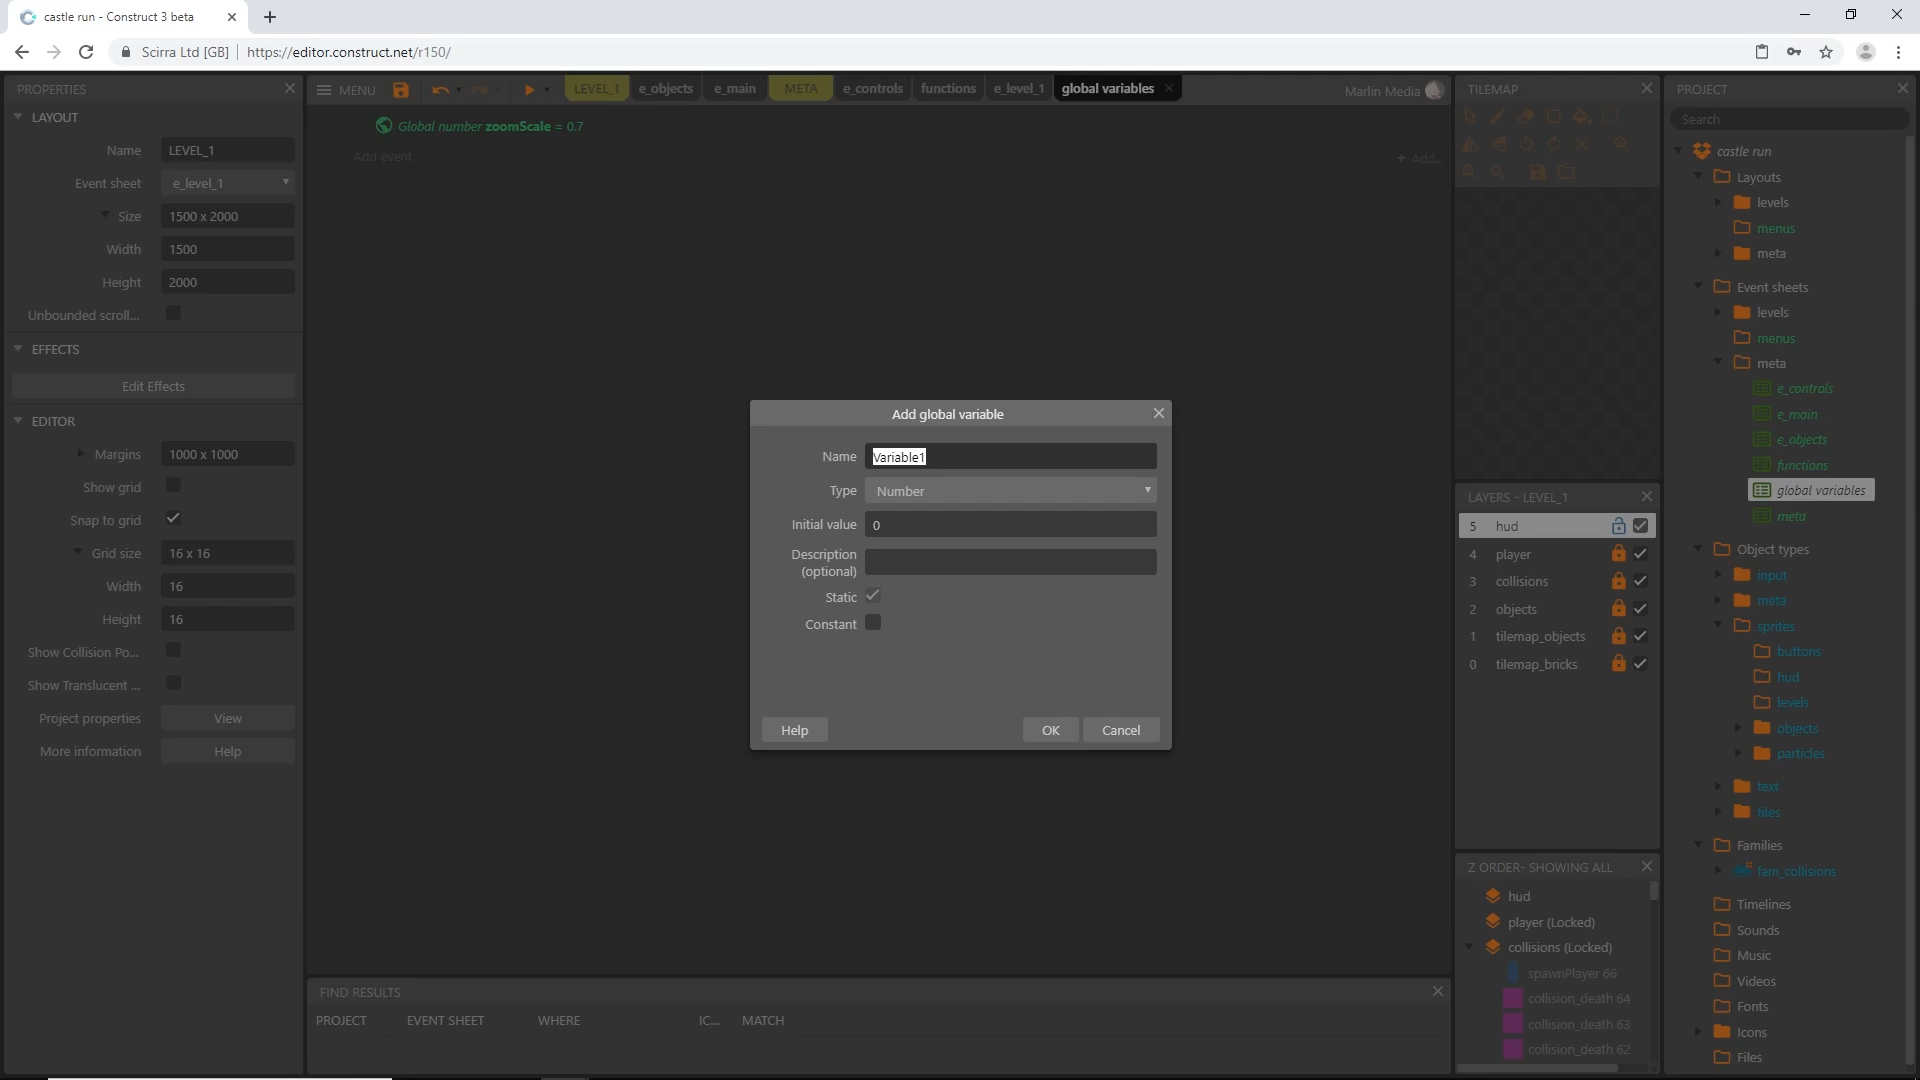 castle run - Construct 3 beta
Scirra Ltd [GB] https://editor.construct.net/r150/
PROPERTIES
LAYOUT
Name LEVEL_1
Event sheet e_level_1
Size 1500 x 2000
Width 1500
Height 2000
Unbounded scroll...
EFFECTS
Edit Effects
EDITOR
Margins 1000 x 1000
Show grid
Snap to grid
Grid size 16 x 16
Width 16
Height 16
Show Collision Po...
Show Translucent ...
Project properties View
More information Help
MENU
LEVEL_1 e_objects e_main META e_controls functions e_level_1 global variables
Marlin Media
Global number zoomScale = 0.7
Add event
+ Add...
Add global variable
Name Variable1
Type Number
Initial value 0
Description
(optional)
Static
Constant
Help OK Cancel
FIND RESULTS
PROJECT EVENT SHEET WHERE IC... MATCH
TILEMAP
LAYERS - LEVEL_1
5 hud
4 player
3 collisions
2 objects
1 tilemap_objects
0 tilemap_bricks
Z ORDER- SHOWING ALL
hud
player (Locked)
collisions (Locked)
spawnPlayer 66
collision_death 64
collision_death 63
collision_death 62
PROJECT
Search
castle run
Layouts
levels
menus
meta
Event sheets
levels
menus
meta
e_controls
e_main
e_objects
functions
global variables
meta
Object types
input
meta
sprites
buttons
hud
levels
objects
particles
text
tiles
Families
fam_collisions
Timelines
Sounds
Music
Videos
Fonts
Icons
Files